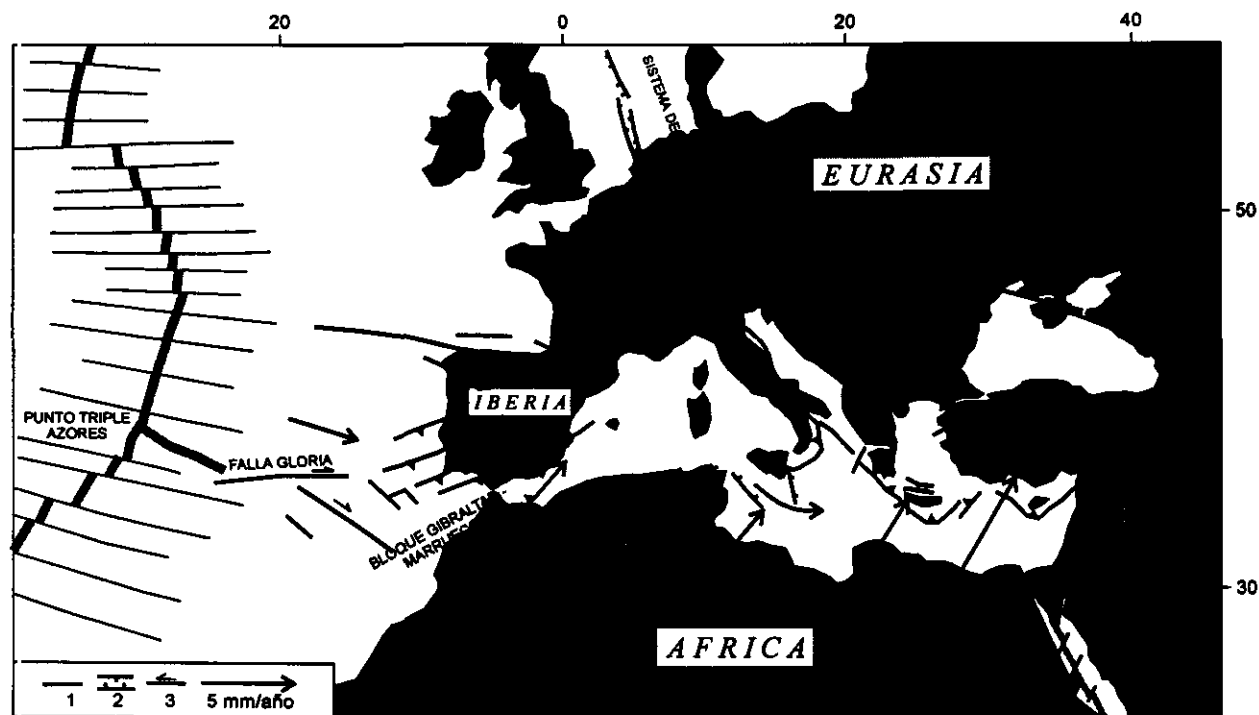 20 0 20 40
SISTEMA DE
EURASIA
50
IBERIA
PUNTO TRIPLE
AZORES
FALLA GLORIA
BLOQUE GIBRALTAR
30
AFRICA
1 2 3 5 mm/año